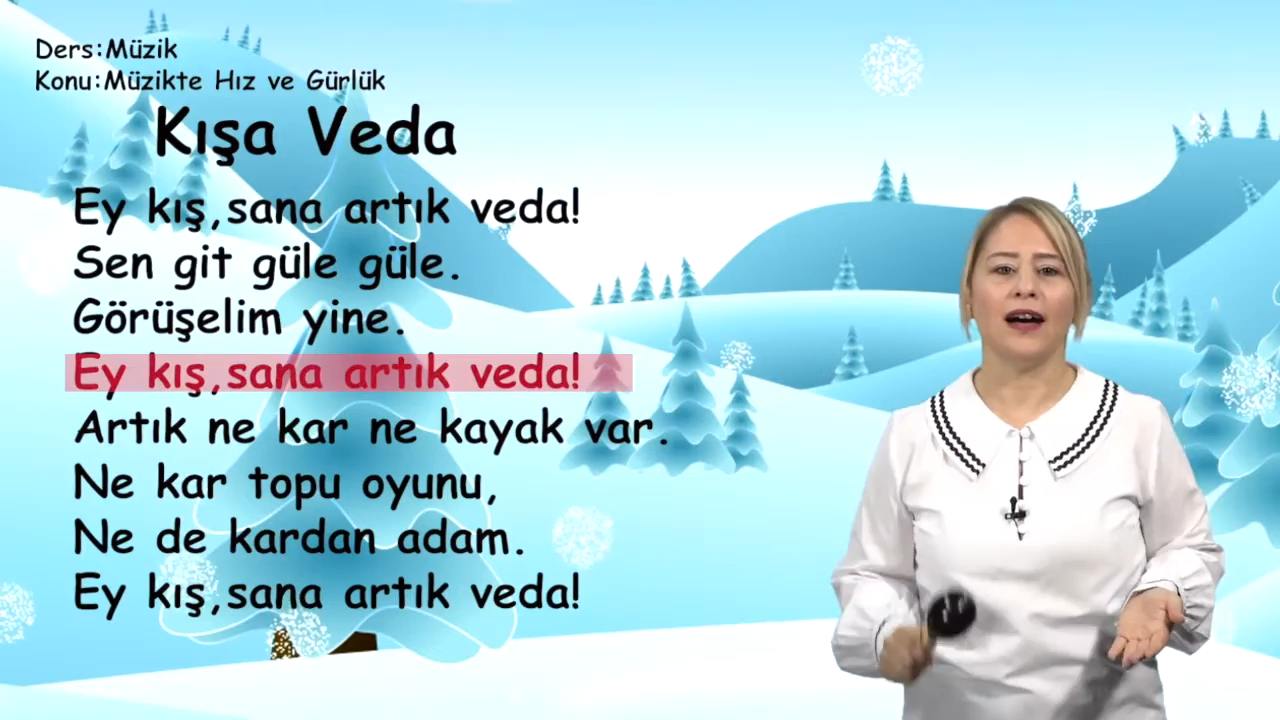 Ders:Müzik
Konu:Müzikte Hız ve Gürlük
Kışa Veda
Ey kış,sana artık veda!
Sen git güle güle.
Görüşelim yine.
Ey kış,sana artık veda!
Artık ne kar ne kayak var.
Ne kar topu oyunu,
Ne de kardan adam.
Ey kış,sana artık veda!